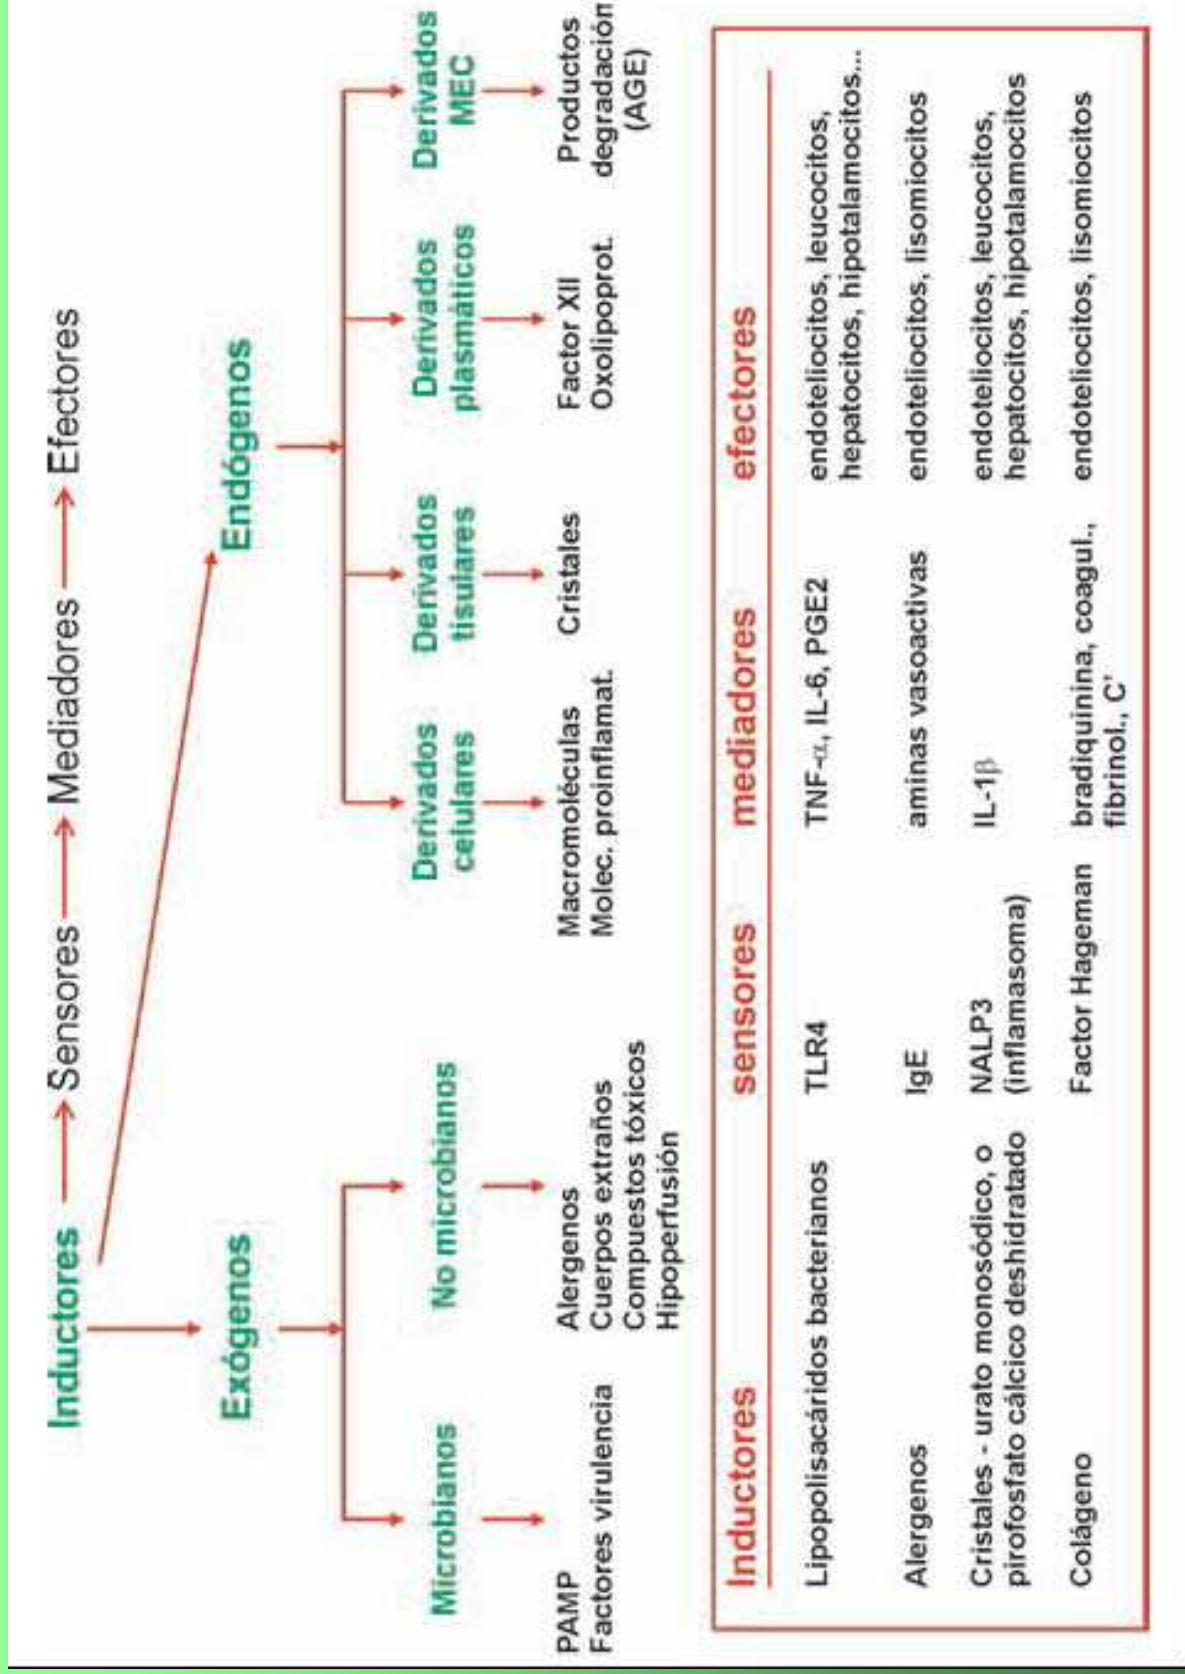 Inductores Sensores Mediadores Efectores
Exógenos Endógenos
Microbianos No microbianos
Derivados
celulares
Derivados
tisulares
Derivados
plasmáticos
Derivados
MEC
PAMP
Factores virulencia
Alergenos
Cuerpos extraños
Compuestos tóxicos
Hipoperfusión
Macromoléculas
Molec. proinflamat.
Cristales
Factor XII
Oxolipoprot.
Productos
degradación
(AGE)
Inductores sensores mediadores efectores
Lipopolisacáridos bacterianos TLR4 TNF-α, IL-6, PGE2 endoteliocitos, leucocitos,
hepatocitos, hipotalamocitos...
Alergenos IgE aminas vasoactivas endoteliocitos, lisomiocitos
Cristales - urato monosódico, o NALP3 IL-1β endoteliocitos, leucocitos,
pirofosfato cálcico deshidratado (inflamasoma) hepatocitos, hipotalamocitos
Colágeno Factor Hageman bradiquinina, coagul., endoteliocitos, lisomiocitos
fibrinol., C'